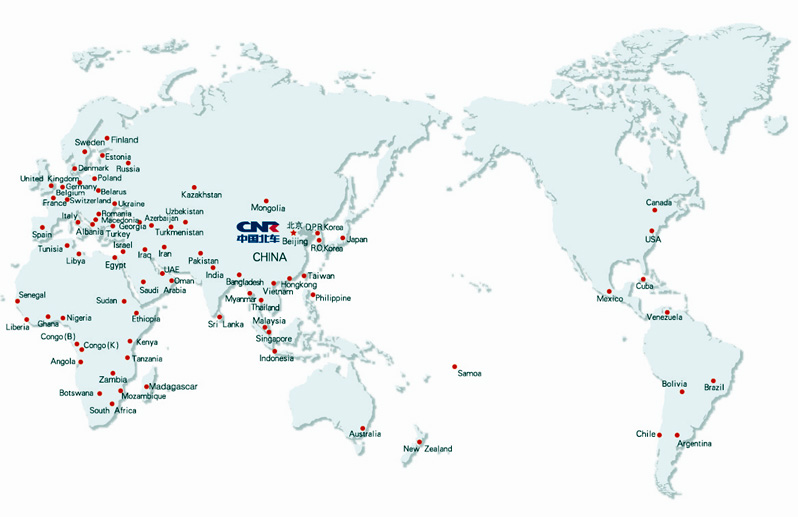 Sweden
Finland
Estonia
Denmark
Russia
United Kingdom
Poland
Germany
Belgium
Belarus
France
Switzerland
Ukraine
Kazakhstan
Italy
Romania
Macedonia
Azerbaijan
Uzbekistan
Mongolia
Spain
Albania
Georgia
Turkey
Turkmenistan
CNR
中国北车
北京
Beijing
D.P.R.Korea
R.O.Korea
Japan
Tunisia
Libya
Israel
Egypt
Iraq
Iran
Pakistan
CHINA
India
UAE
Oman
Saudi Arabia
Bangladesh
Taiwan
Hongkong
Vietnam
Myanmar
Thailand
Philippine
Senegal
Sudan
Liberia
Ghana
Nigeria
Ethiopia
Sri Lanka
Malaysia
Singapore
Indonesia
Congo(B)
Congo(K)
Kenya
Angola
Tanzania
Zambia
Botswana
Madagascar
Mozambique
South Africa
Australia
New Zealand
Samoa
Canada
USA
Mexico
Cuba
Venezuela
Bolivia
Brazil
Chile
Argentina